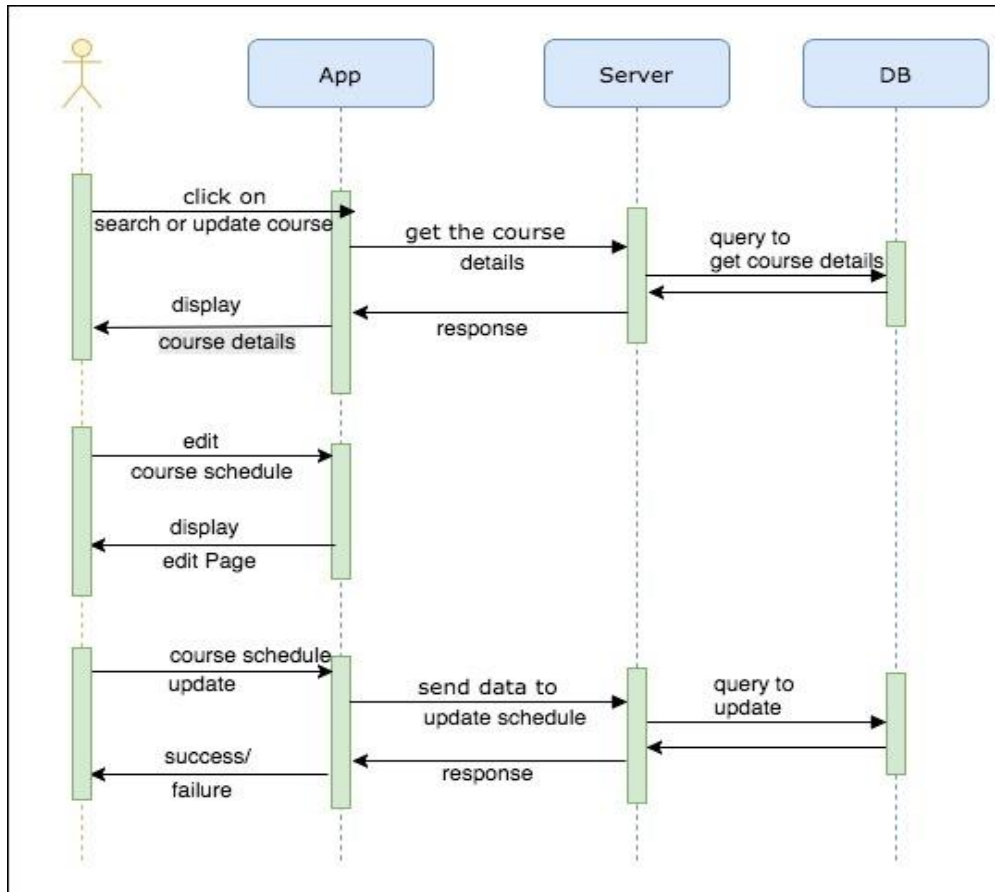 App
Server
DB
click on
search or update course
get the course
details
query to
get course details
display
course details
response
edit
course schedule
display
edit Page
course schedule
update
send data to
update schedule
query to
update
success/
failure
response